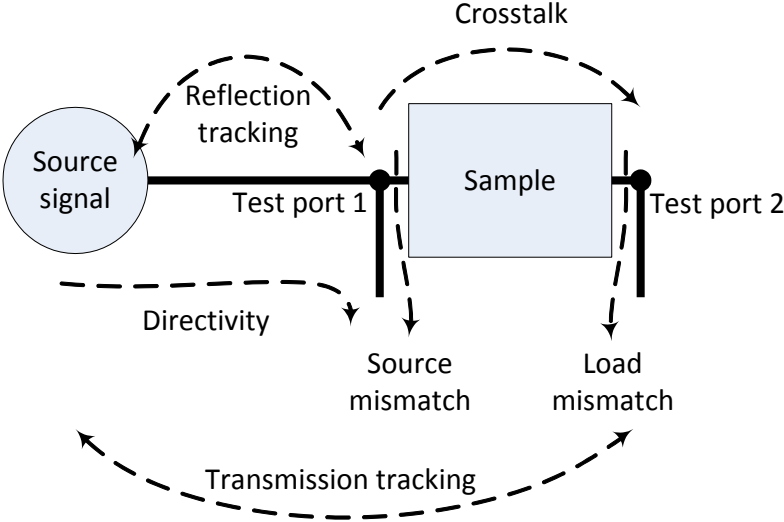 Crosstalk
Reflection
tracking
Source
signal
Test port 1
Sample
Test port 2
Directivity
Source
mismatch
Load
mismatch
Transmission tracking